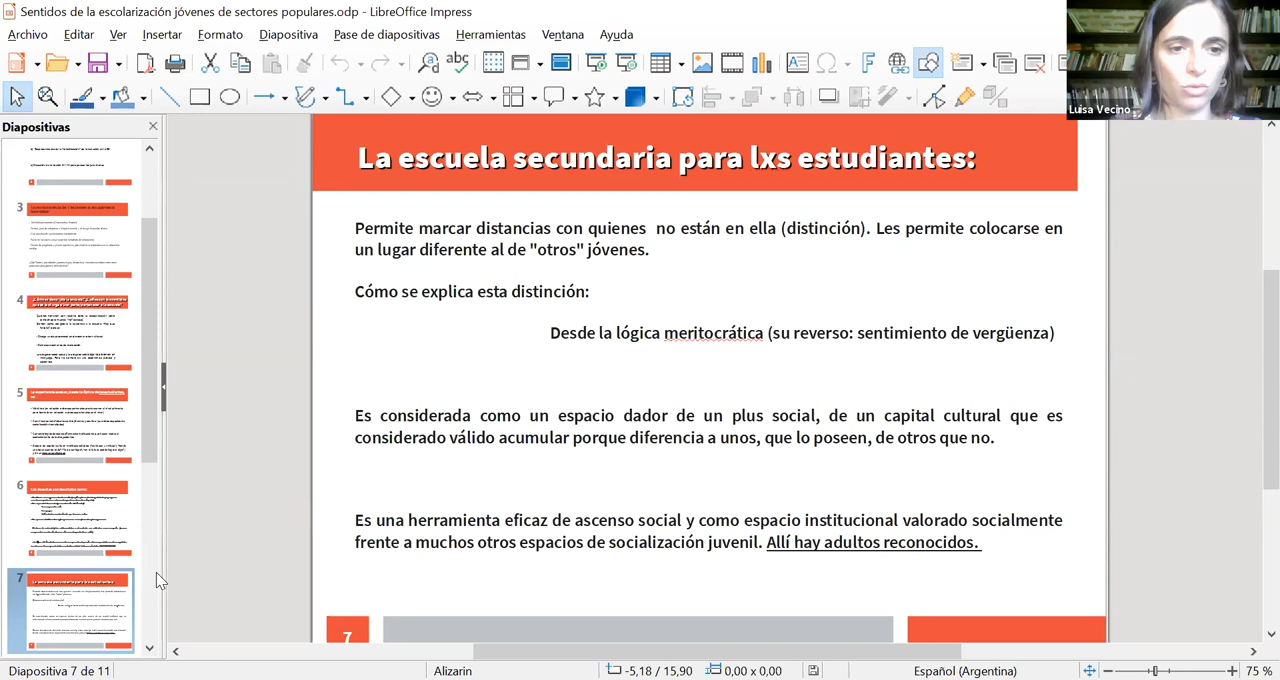 Sentidos de la escolarización jóvenes de sectores populares.odp - LibreOffice Impress
Archivo Editar Ver Insertar Formato Diapositiva Pase de diapositivas Herramientas Ventana Ayuda
Luisa Vecino
Diapositivas
La escuela secundaria para lxs estudiantes:
Permite marcar distancias con quienes no están en ella (distinción). Les permite colocarse en
un lugar diferente al de "otros" jóvenes.
Cómo se explica esta distinción:
Desde la lógica meritocrática (su reverso: sentimiento de vergüenza)
Es considerada como un espacio dador de un plus social, de un capital cultural que es
considerado válido acumular porque diferencia a unos, que lo poseen, de otros que no.
Es una herramienta eficaz de ascenso social y como espacio institucional valorado socialmente
frente a muchos otros espacios de socialización juvenil. Allí hay adultos reconocidos.
7
3
4
5
6
7
Diapositiva 7 de 11
Alizarin
-5,18 / 15,90
0,00 x 0,00
Español (Argentina)
75 %